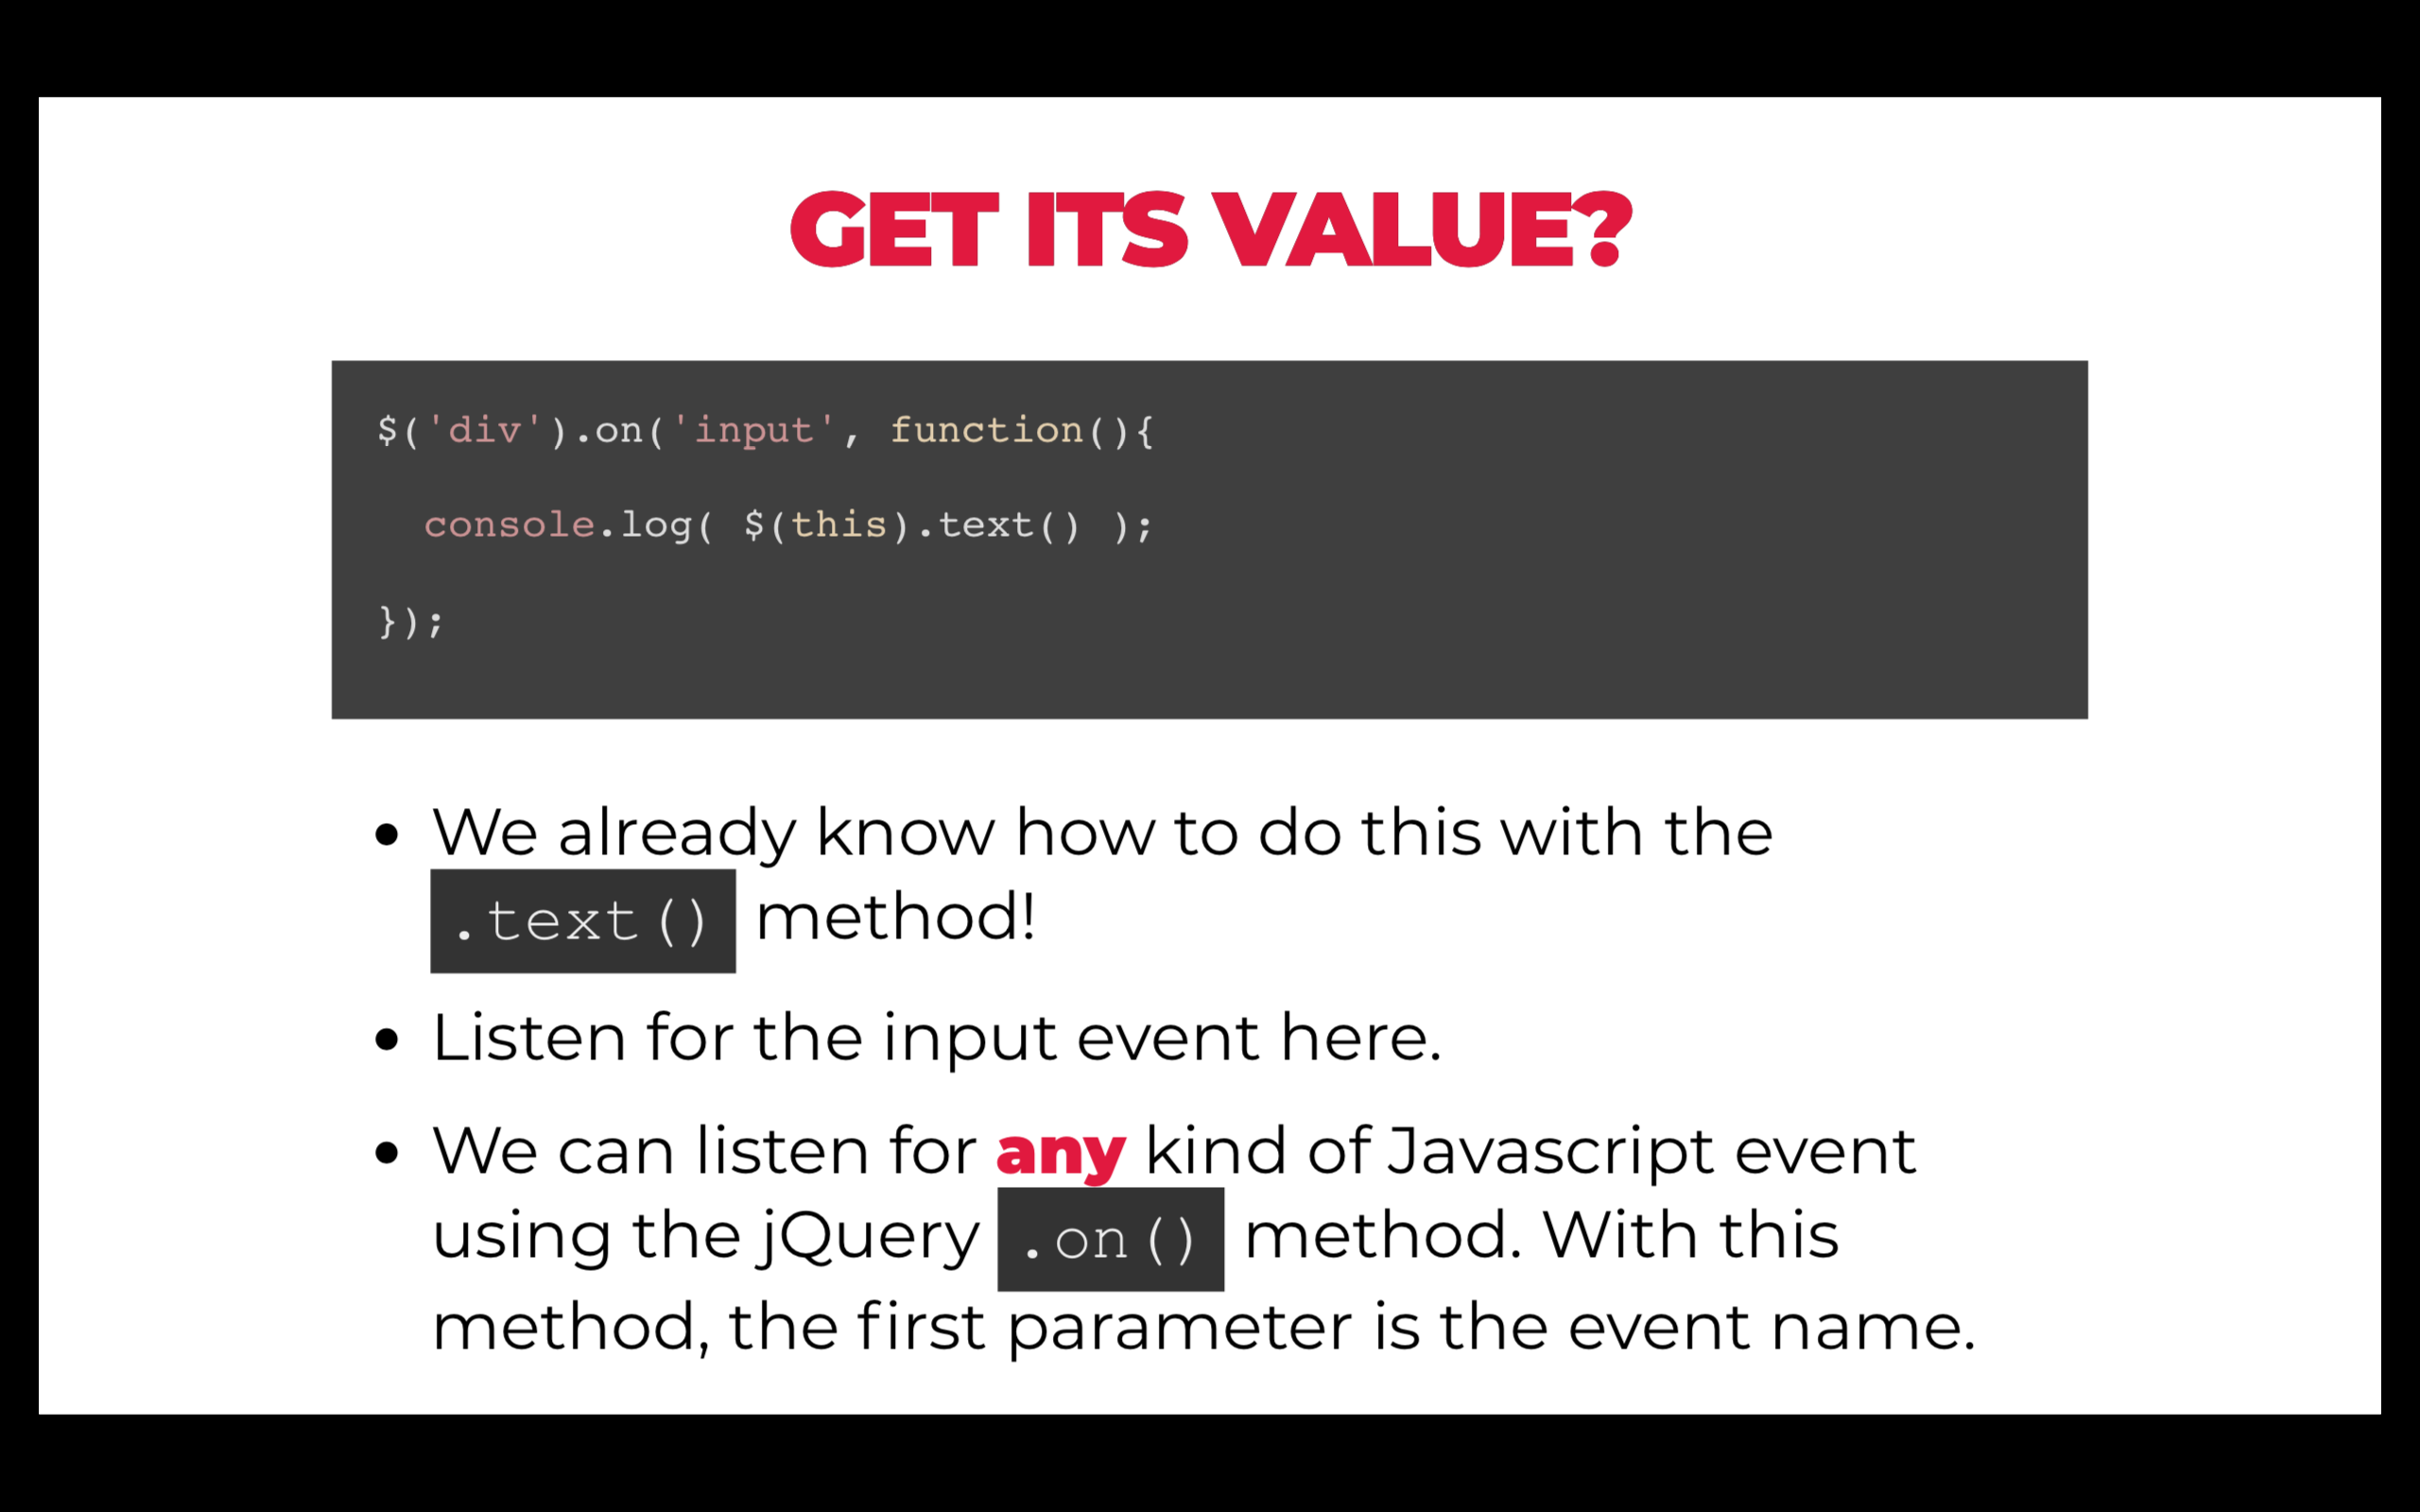 GET ITS VALUE?
$('div').on('input', function(){
console.log( $(this).text() );
});
• We already know how to do this with the
.text() method!
• Listen for the input event here.
• We can listen for any kind of Javascript event
using the jQuery .on() method. With this
method, the first parameter is the event name.